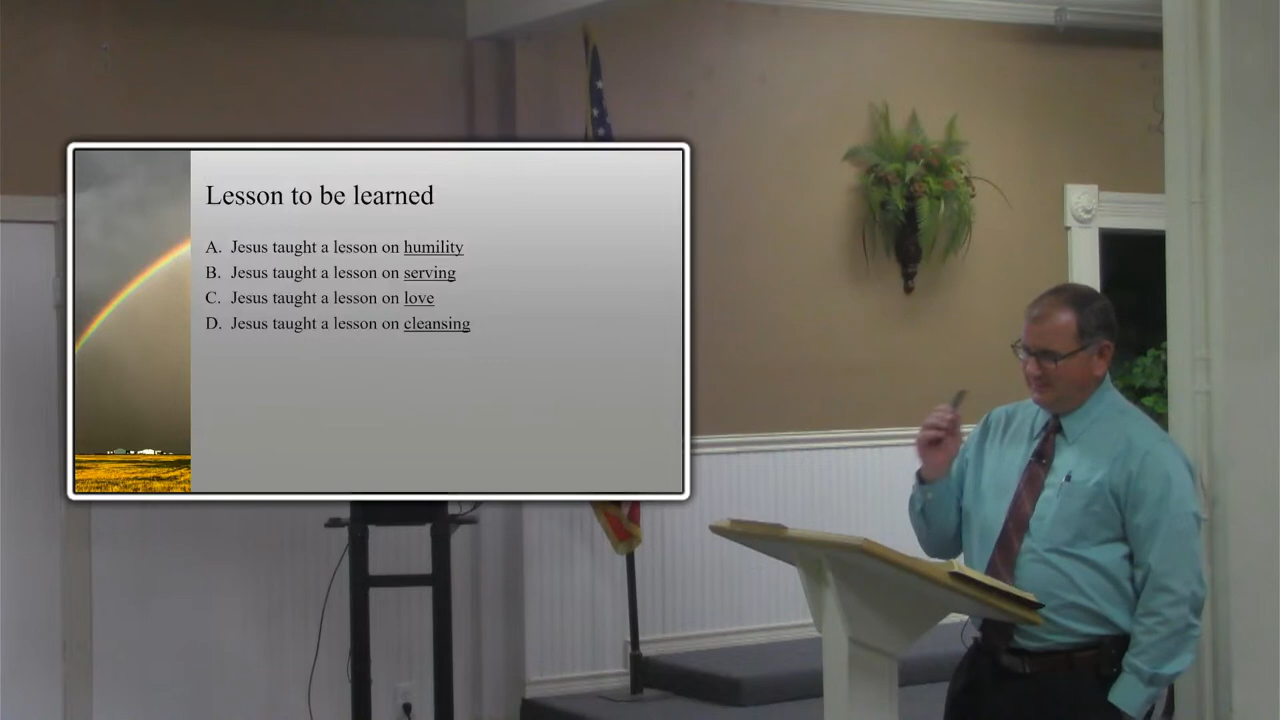 Lesson to be learned
A. Jesus taught a lesson on humility
B. Jesus taught a lesson on serving
C. Jesus taught a lesson on love
D. Jesus taught a lesson on cleansing